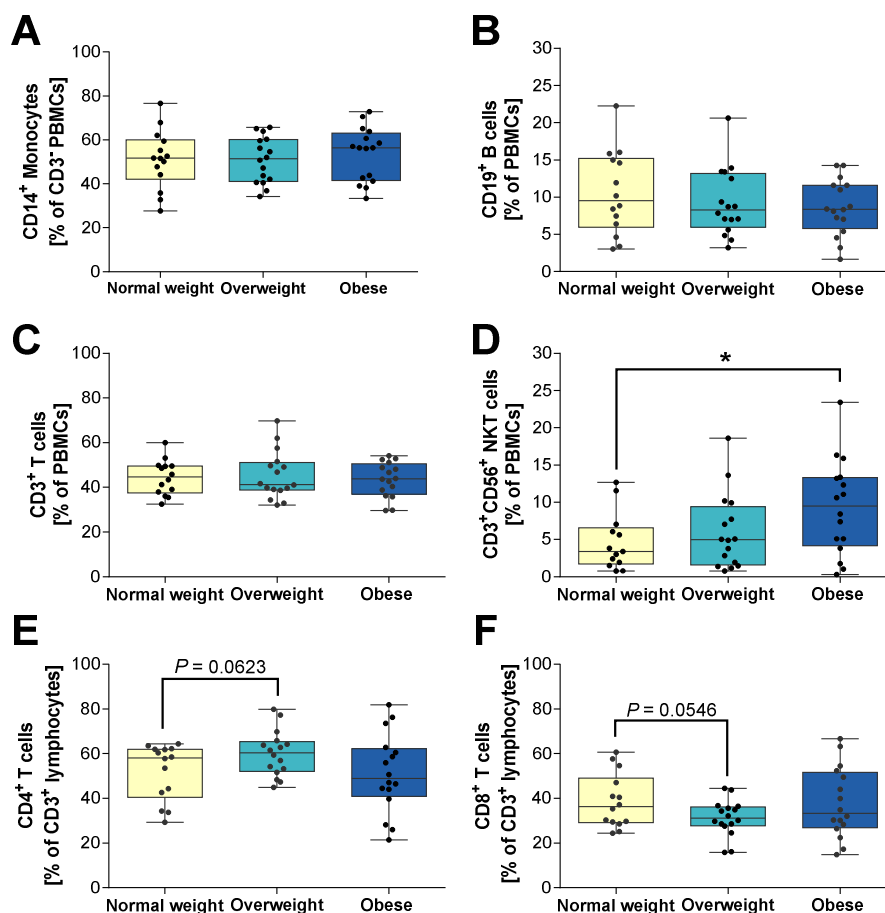 A
CD14+ Monocytes
[% of CD3- PBMCs]
100
80
60
40
20
0
Normal weight
Overweight
Obese
B
CD19+ B cells
[% of PBMCs]
30
25
20
15
10
5
0
Normal weight
Overweight
Obese
C
CD3+ T cells
[% of PBMCs]
100
80
60
40
20
0
Normal weight
Overweight
Obese
D
CD3+CD56+ NKT cells
[% of PBMCs]
30
25
20
15
10
5
0
*
Normal weight
Overweight
Obese
E
CD4+ T cells
[% of CD3+ lymphocytes]
100
80
60
40
20
0
P = 0.0623
Normal weight
Overweight
Obese
F
CD8+ T cells
[% of CD3+ lymphocytes]
100
80
60
40
20
0
P = 0.0546
Normal weight
Overweight
Obese